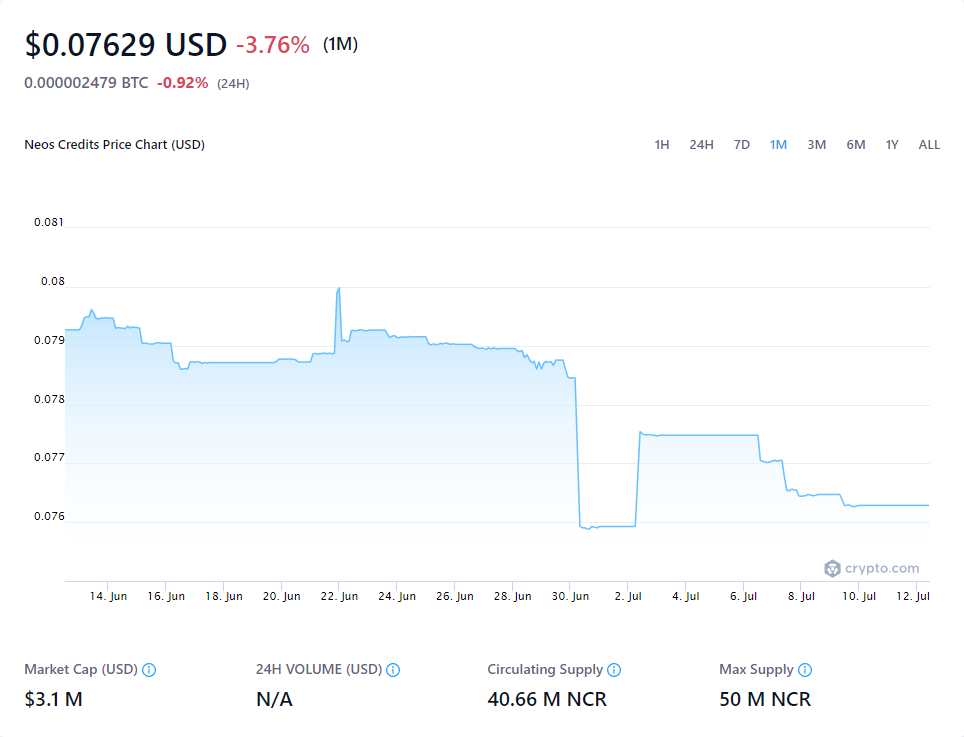 $0.07629 USD -3.76% (1M)
0.000002479 BTC -0.92% (24H)
Neos Credits Price Chart (USD) 1H 24H 7D 1M 3M 6M 1Y ALL
0.081
0.08
0.079
0.078
0.077
0.076
crypto.com
14. Jun 16. Jun 18. Jun 20. Jun 22. Jun 24. Jun 26. Jun 28. Jun 30. Jun 2. Jul 4. Jul 6. Jul 8. Jul 10. Jul 12. Jul
Market Cap (USD) 24H VOLUME (USD) Circulating Supply Max Supply
$3.1 M N/A 40.66 M NCR 50 M NCR